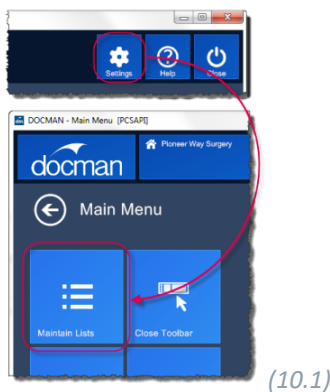 Settings
Help
Close
DOCMAN - Main Menu [PCSAPI]
docman
Pioneer Way Surgery
Main Menu
Maintain Lists
Close Toolbar
(10.1)